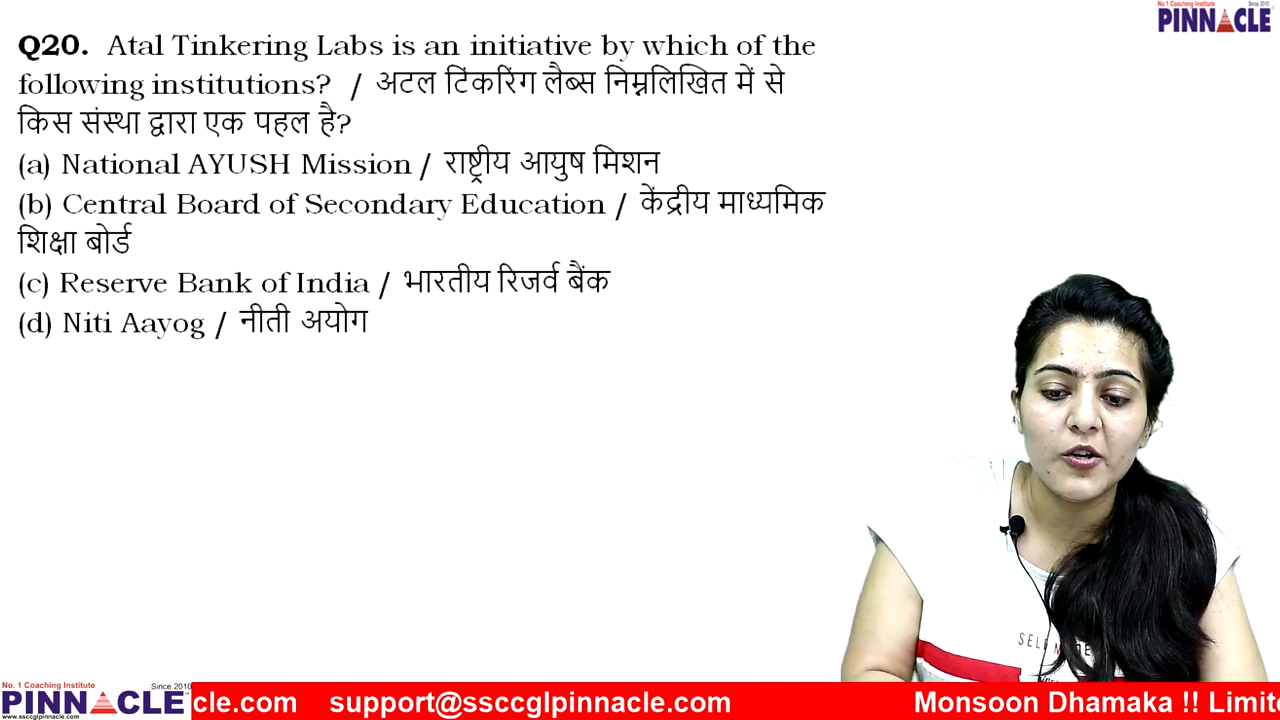 No.1 Coaching Institute Since 2010
PINNACLE
Q20. Atal Tinkering Labs is an initiative by which of the
following institutions? / अटल टिंकरिंग लैब्स निम्नलिखित में से
किस संस्था द्वारा एक पहल है?
(a) National AYUSH Mission / राष्ट्रीय आयुष मिशन
(b) Central Board of Secondary Education / केंद्रीय माध्यमिक
शिक्षा बोर्ड
(c) Reserve Bank of India / भारतीय रिजर्व बैंक
(d) Niti Aayog / नीती अयोग
No. 1 Coaching Institute Since 2010
PINNACLE
www.ssccglpinnacle.com
cle.com support@ssccglpinnacle.com Monsoon Dhamaka !! Limite